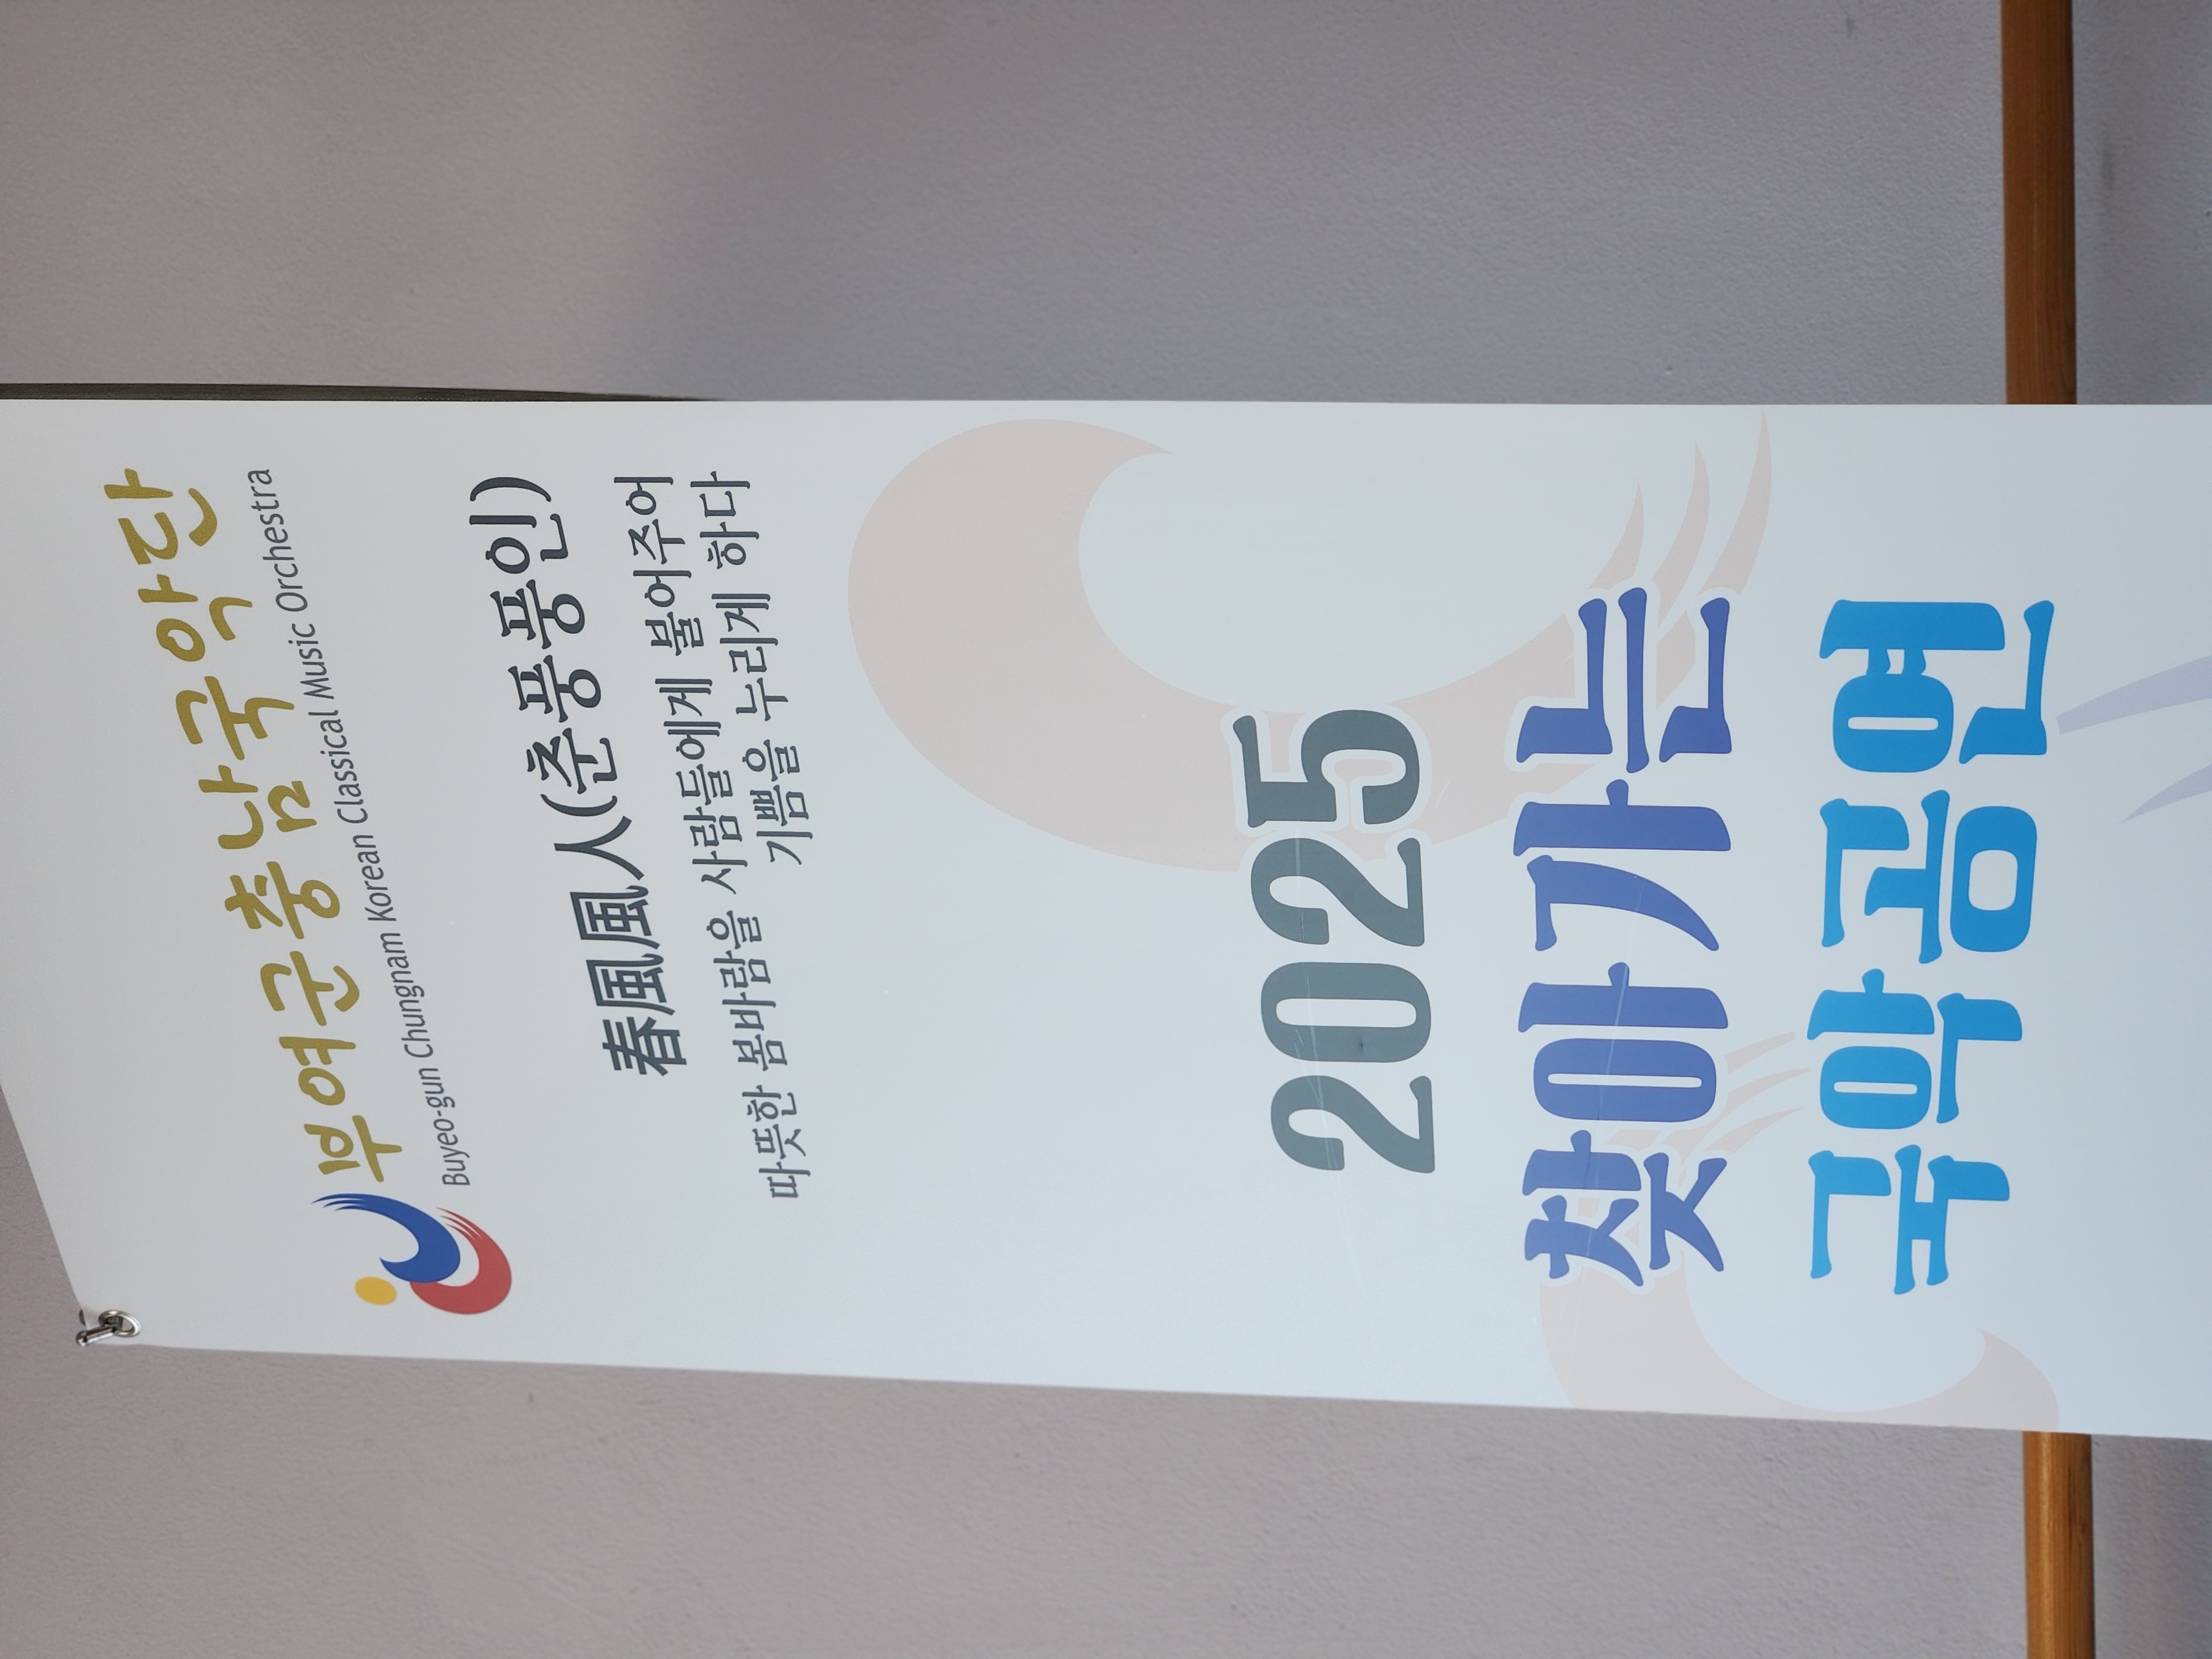 부여군충남국악단
Buyeo-gun Chungnam Korean Classical Music Orchestra
春風風人(춘풍풍인)
따뜻한 봄바람을 사람들에게 불어주어
기쁨을 누리게 하다
2025
찾아가는
국악공연